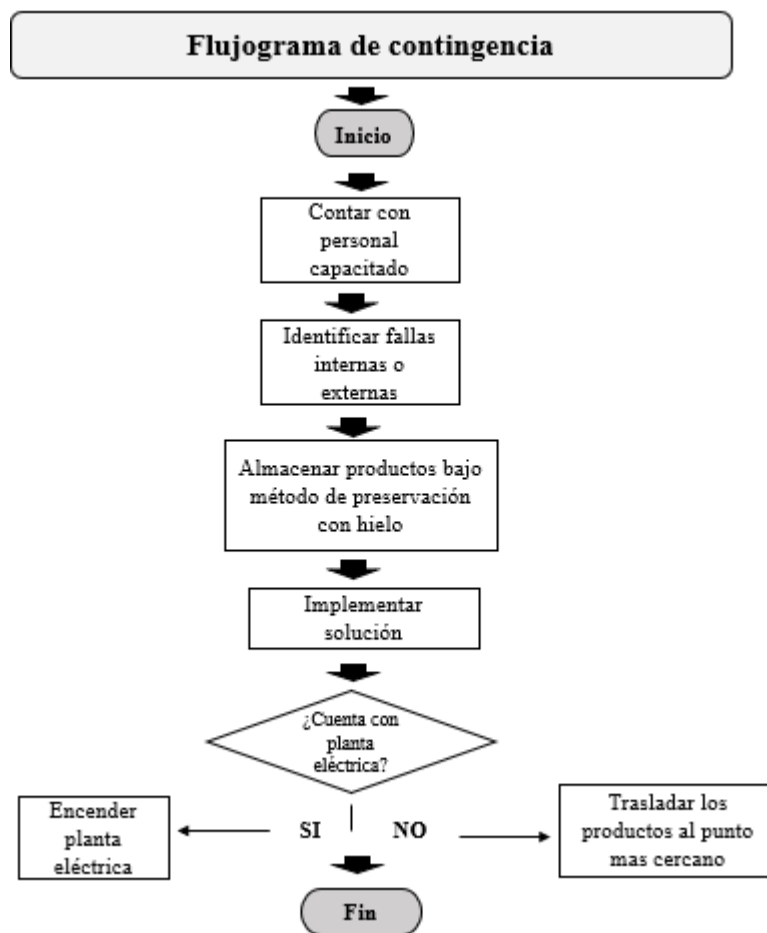 Flujograma de contingencia
Inicio
Contar con
personal
capacitado
Identificar fallas
internas o
externas
Almacenar productos bajo
método de preservación
con hielo
Implementar
solución
¿Cuenta con
planta
eléctrica?
Encender
planta
eléctrica
SI
NO
Trasladar los
productos al punto
mas cercano
Fin